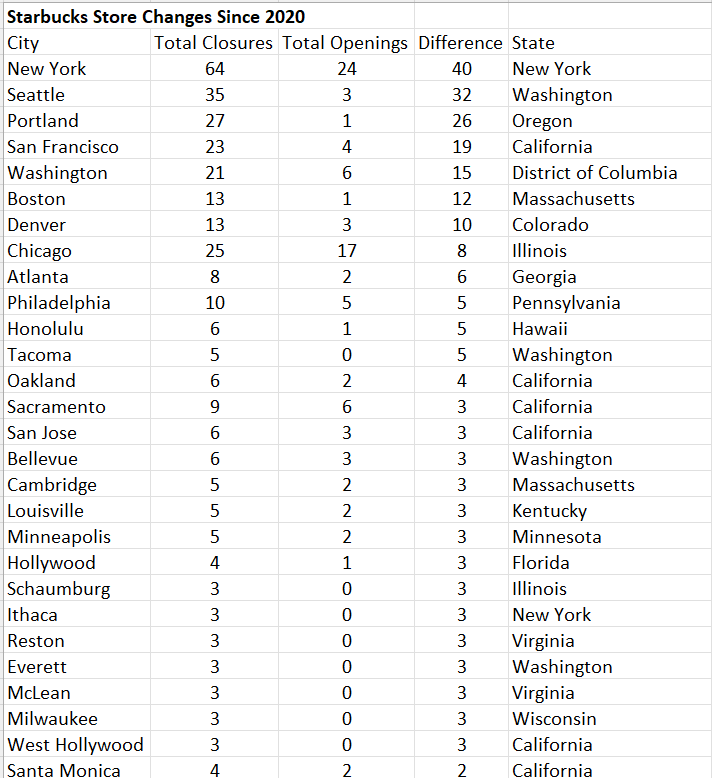 Starbucks Store Changes Since 2020
City Total Closures Total Openings Difference State
New York 64 24 40 New York
Seattle 35 3 32 Washington
Portland 27 1 26 Oregon
San Francisco 23 4 19 California
Washington 21 6 15 District of Columbia
Boston 13 1 12 Massachusetts
Denver 13 3 10 Colorado
Chicago 25 17 8 Illinois
Atlanta 8 2 6 Georgia
Philadelphia 10 5 5 Pennsylvania
Honolulu 6 1 5 Hawaii
Tacoma 5 0 5 Washington
Oakland 6 2 4 California
Sacramento 9 6 3 California
San Jose 6 3 3 California
Bellevue 6 3 3 Washington
Cambridge 5 2 3 Massachusetts
Louisville 5 2 3 Kentucky
Minneapolis 5 2 3 Minnesota
Hollywood 4 1 3 Florida
Schaumburg 3 0 3 Illinois
Ithaca 3 0 3 New York
Reston 3 0 3 Virginia
Everett 3 0 3 Washington
McLean 3 0 3 Virginia
Milwaukee 3 0 3 Wisconsin
West Hollywood 3 0 3 California
Santa Monica 4 2 2 California